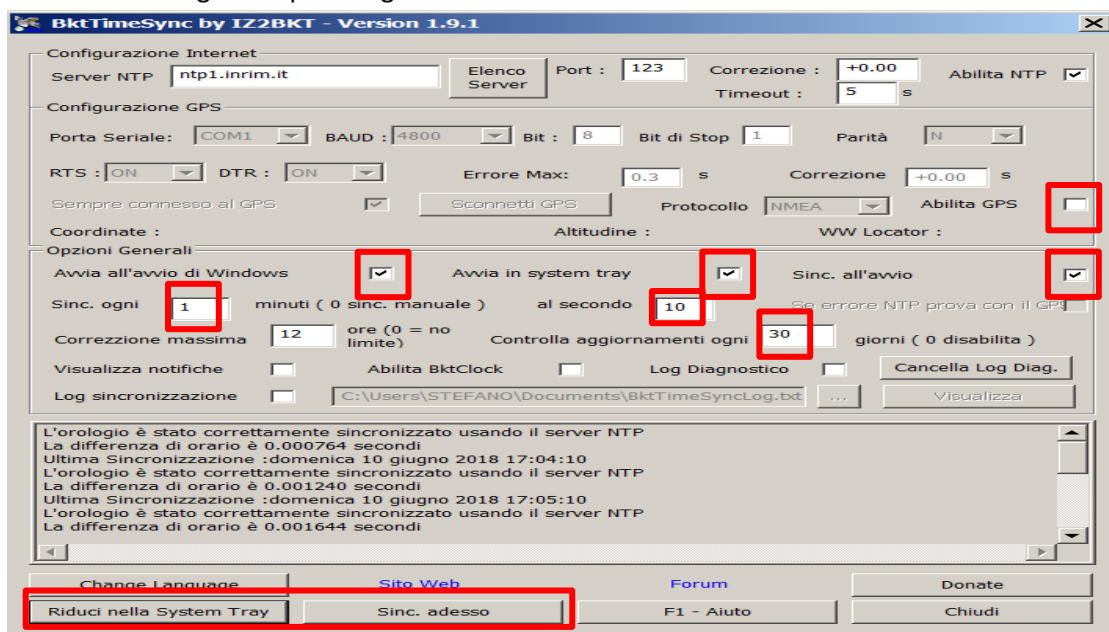 BktTimeSync by IZ2BKT - Version 1.9.1
Configurazione Internet
Server NTP ntp1.inrim.it Elenco Server Port : 123 Correzione : +0.00 Abilita NTP
Timeout : 5 s
Configurazione GPS
Porta Seriale: COM1 BAUD : 4800 Bit : 8 Bit di Stop 1 Parità N
RTS : ON DTR : ON Errore Max: 0.3 s Correzione +0.00 s
Sempre connesso al GPS Sconnetti GPS Protocollo NMEA Abilita GPS
Coordinate : Altitudine : WW Locator :
Opzioni Generali
Avvia all'avvio di Windows Avvia in system tray Sinc. all'avvio
Sinc. ogni 1 minuti ( 0 sinc. manuale ) al secondo 10 Se errore NTP prova con il GPS
Correzzione massima 12 ore (0 = no limite) Controlla aggiornamenti ogni 30 giorni ( 0 disabilita )
Visualizza notifiche Abilita BktClock Log Diagnostico Cancella Log Diag.
Log sincronizzazione C:\Users\STEFANO\Documents\BktTimeSyncLog.txt ... Visualizza
L'orologio è stato correttamente sincronizzato usando il server NTP
La differenza di orario è 0.000764 secondi
Ultima Sincronizzazione :domenica 10 giugno 2018 17:04:10
L'orologio è stato correttamente sincronizzato usando il server NTP
La differenza di orario è 0.001240 secondi
Ultima Sincronizzazione :domenica 10 giugno 2018 17:05:10
L'orologio è stato correttamente sincronizzato usando il server NTP
La differenza di orario è 0.001644 secondi
Change Language Sito Web Forum Donate
Riduci nella System Tray Sinc. adesso F1 - Aiuto Chiudi